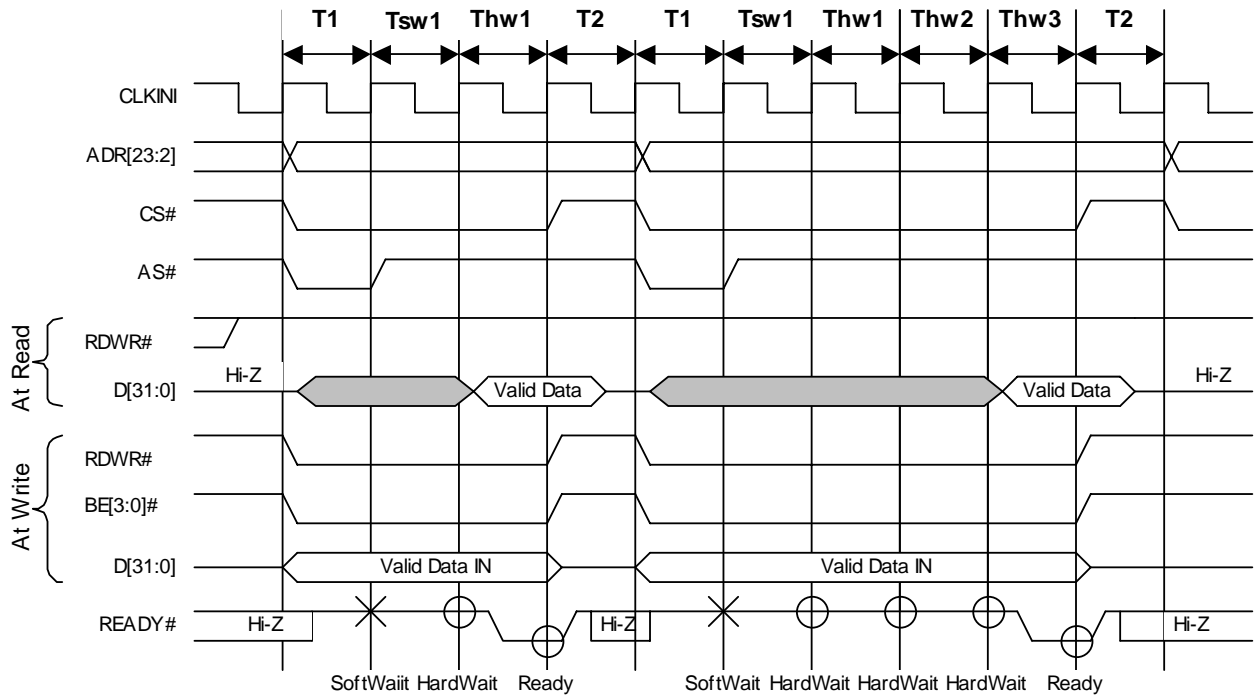 T1 Tsw1 Thw1 T2 T1 Tsw1 Thw1 Thw2 Thw3 T2
CLKINI
ADR[23:2]
CS#
AS#
At Read
RDWR#
Hi-Z Hi-Z
D[31:0] Valid Data Valid Data
At Write
RDWR#
BE[3:0]#
D[31:0] Valid Data IN Valid Data IN
READY# Hi-Z Hi-Z Hi-Z
SoftWaiit HardWait Ready SoftWait HardWait HardWait HardWait Ready